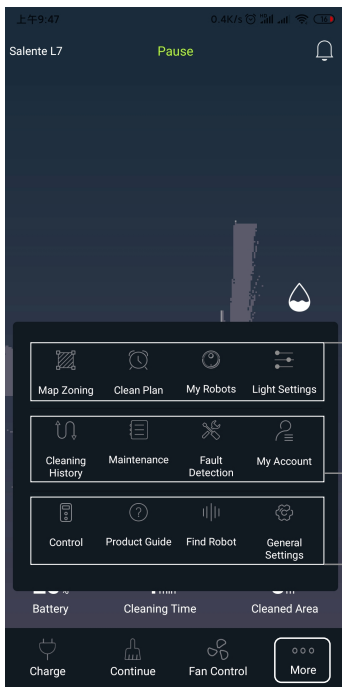 上午9:47 0.4K/s
Salente L7 Pause
Map Zoning Clean Plan My Robots Light Settings
Cleaning History Maintenance Fault Detection My Account
Control Product Guide Find Robot General Settings
Battery Cleaning Time Cleaned Area
Charge Continue Fan Control More